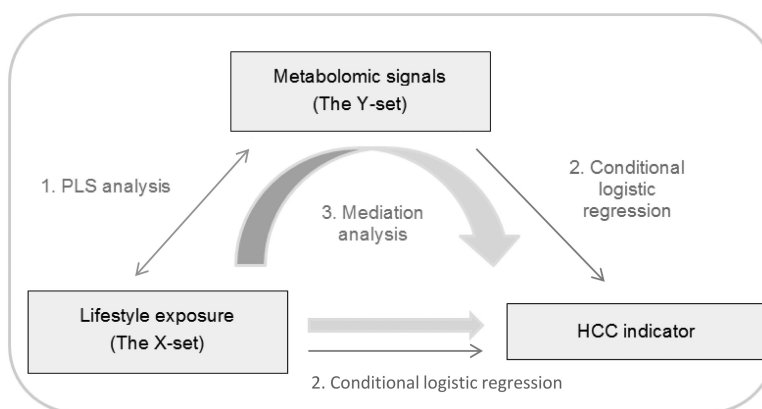 Metabolomic signals
(The Y-set)
1. PLS analysis
2. Conditional
logistic
regression
3. Mediation
analysis
Lifestyle exposure
(The X-set)
HCC indicator
2. Conditional logistic regression